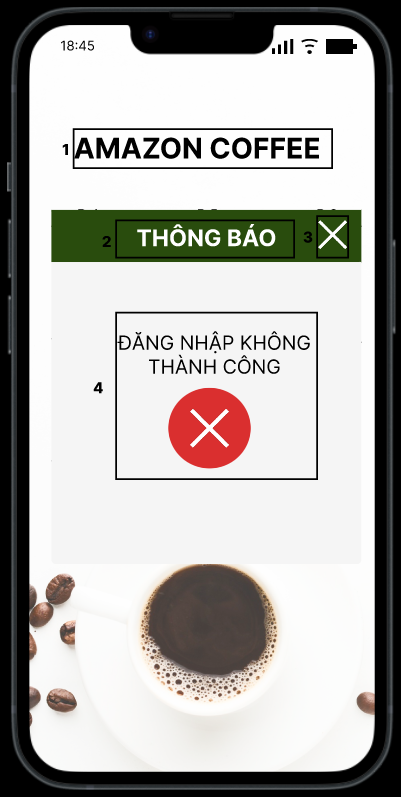 18:45
1 AMAZON COFFEE
2 THÔNG BÁO 3
4 ĐĂNG NHẬP KHÔNG
THÀNH CÔNG